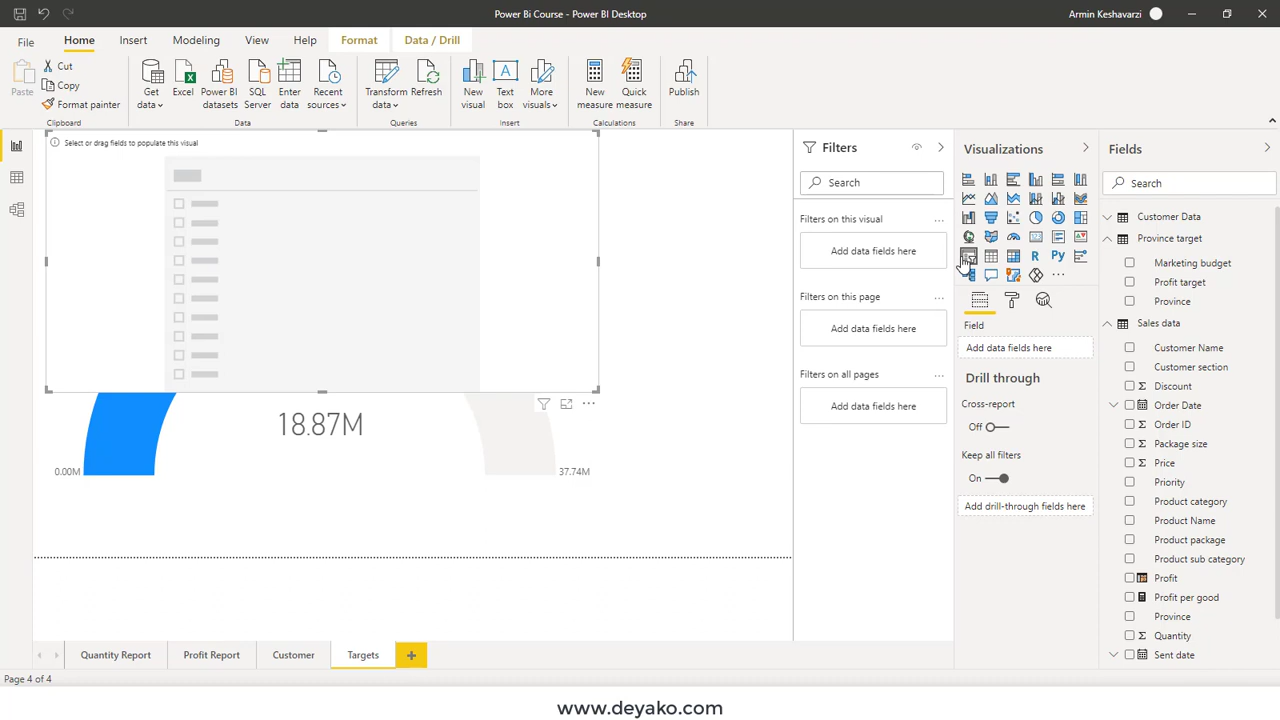 Power Bi Course - Power BI Desktop
Armin Keshavarzi
File
Home
Insert
Modeling
View
Help
Format
Data / Drill
Paste
Cut
Copy
Format painter
Clipboard
Get data
Excel
Power BI datasets
SQL Server
Enter data
Recent sources
Data
Transform data
Refresh
Queries
New visual
Text box
More visuals
Insert
New measure
Quick measure
Calculations
Publish
Share
Select or drag fields to populate this visual
18.87M
0.00M
37.74M
Filters
Search
Filters on this visual
Add data fields here
Filters on this page
Add data fields here
Filters on all pages
Add data fields here
Visualizations
R
Py
Field
Add data fields here
Drill through
Cross-report
Off
Keep all filters
On
Add drill-through fields here
Fields
Search
Customer Data
Province target
Marketing budget
Profit target
Province
Sales data
Customer Name
Customer section
Σ Discount
Order Date
Order ID
Σ Package size
Σ Price
Priority
Product category
Product Name
Product package
Product sub category
Profit
Profit per good
Province
Σ Quantity
Sent date
Quantity Report
Profit Report
Customer
Targets
Page 4 of 4
www.deyako.com